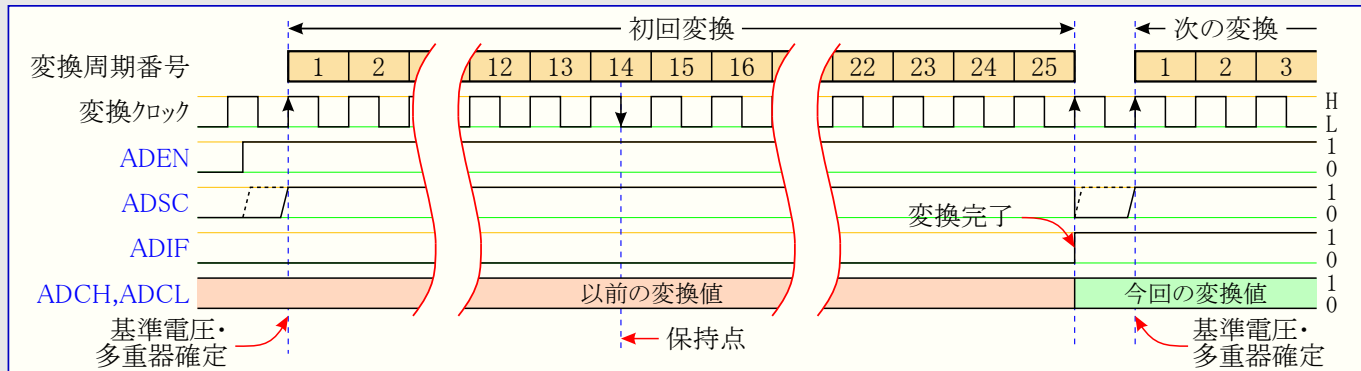 初回変換 次の変換
変換周期番号 1 2 12 13 14 15 16 22 23 24 25 1 2 3
変換クロック H L
ADEN 1 0
ADSC 1 0
変換完了
ADIF 1 0
ADCH,ADCL 以前の変換値 今回の変換値 1 0
基準電圧・
多重器確定
保持点
基準電圧・
多重器確定